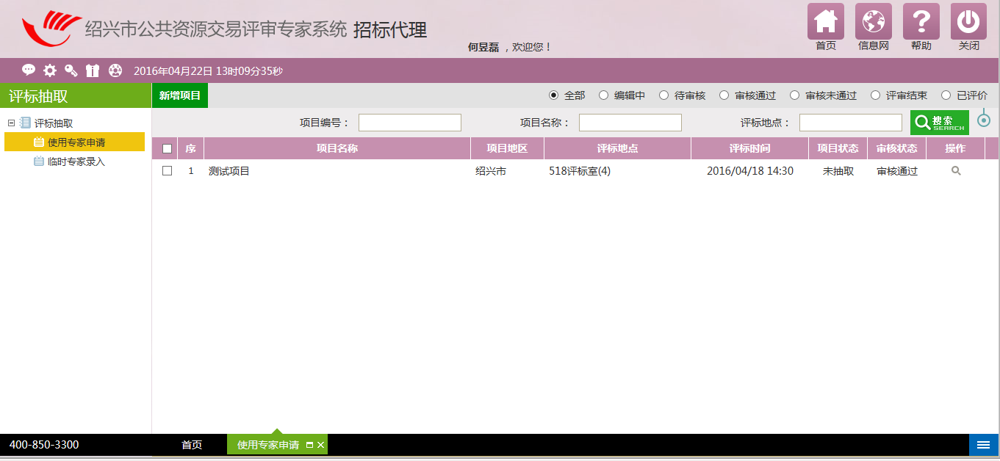 绍兴市公共资源交易评审专家系统 招标代理
何昱磊 ，欢迎您！
首页 信息网 帮助 关闭
2016年04月22日 13时09分35秒
评标抽取
新增项目 全部 编辑中 待审核 审核通过 审核未通过 评审结束 已评价
评标抽取
使用专家申请
临时专家录入
项目编号： 项目名称： 评标地点： 搜索 SEARCH
序 项目名称 项目地区 评标地点 评标时间 项目状态 审核状态 操作
1 测试项目 绍兴市 518评标室(4) 2016/04/18 14:30 未抽取 审核通过
400-850-3300 首页 使用专家申请